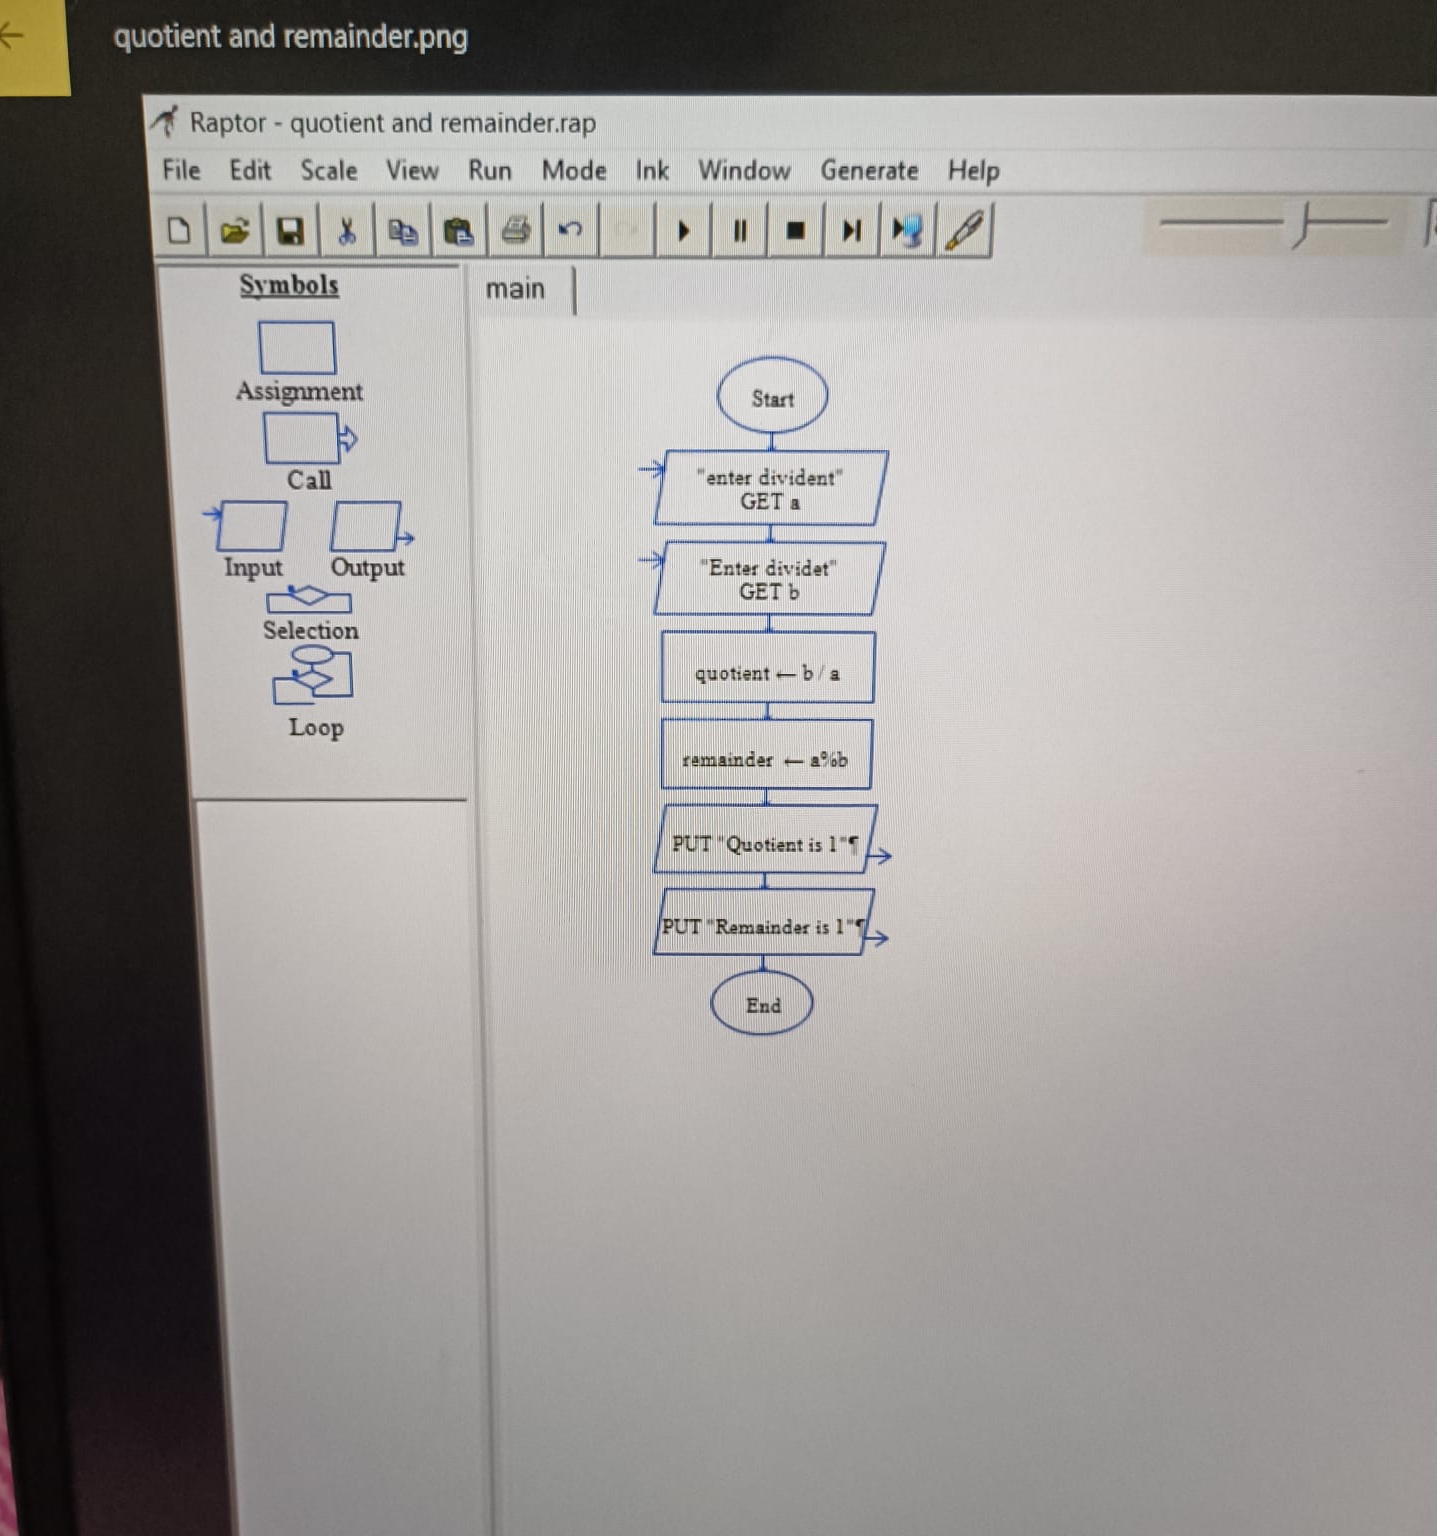 quotient and remainder.png
Raptor - quotient and remainder.rap
File Edit Scale View Run Mode Ink Window Generate Help
Symbols
Assignment
Call
Input Output
Selection
Loop
main
Start
"enter divident"
GET a
"Enter dividet"
GET b
quotient ← b / a
remainder ← a%b
PUT "Quotient is 1"¶
PUT "Remainder is 1"¶
End